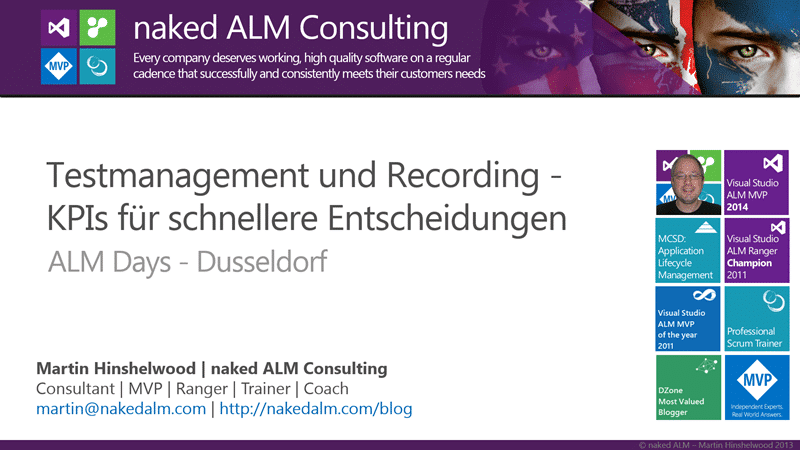 naked ALM Consulting
Every company deserves working, high quality software on a regular
cadence that successfully and consistently meets their customers needs
MVP
Testmanagement und Recording -
KPIs für schnellere Entscheidungen
ALM Days - Dusseldorf
Visual Studio
ALM MVP
2014
MCSD:
Application
Lifecycle
Management
Visual Studio
ALM Ranger
Champion
2011
Visual Studio
ALM MVP
of the year
2011
Professional
Scrum Trainer
DZone
Most Valued
Blogger
MVP
Independent Experts.
Real World Answers.
Martin Hinshelwood | naked ALM Consulting
Consultant | MVP | Ranger | Trainer | Coach
martin@nakedalm.com | http://nakedalm.com/blog
© naked ALM – Martin Hinshelwood 2013